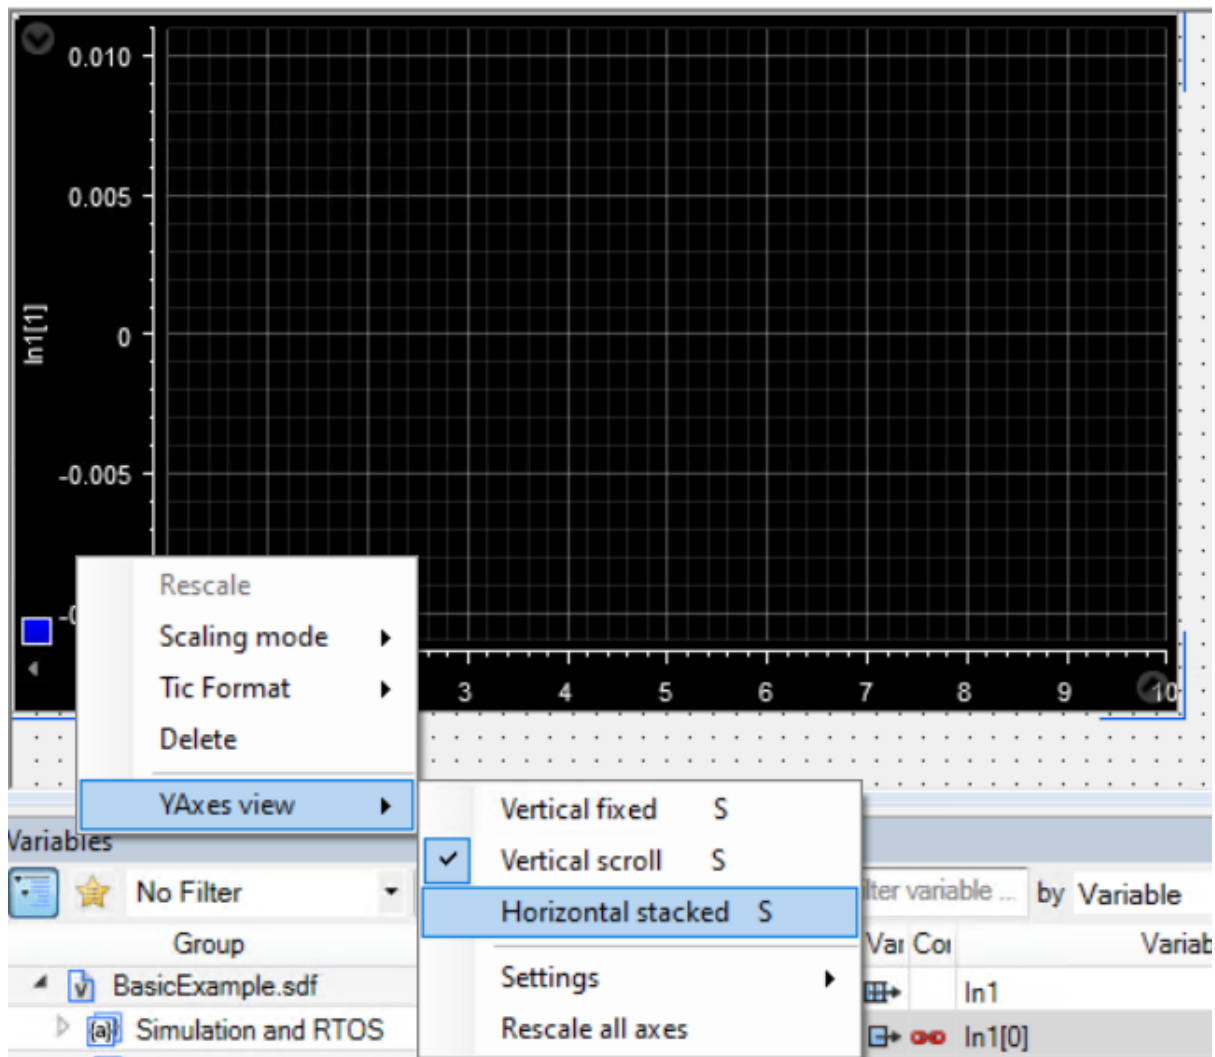 0.010
0.005
In1[1]
0
-0.005
Rescale
Scaling mode
Tic Format
Delete
YAxes view
3 4 5 6 7 8 9 10
Vertical fixed S
Vertical scroll S
Horizontal stacked S
Settings
Rescale all axes
Variables
No Filter
variable ... by Variable
Group
BasicExample.sdf
In1
{a} Simulation and RTOS
In1[0]